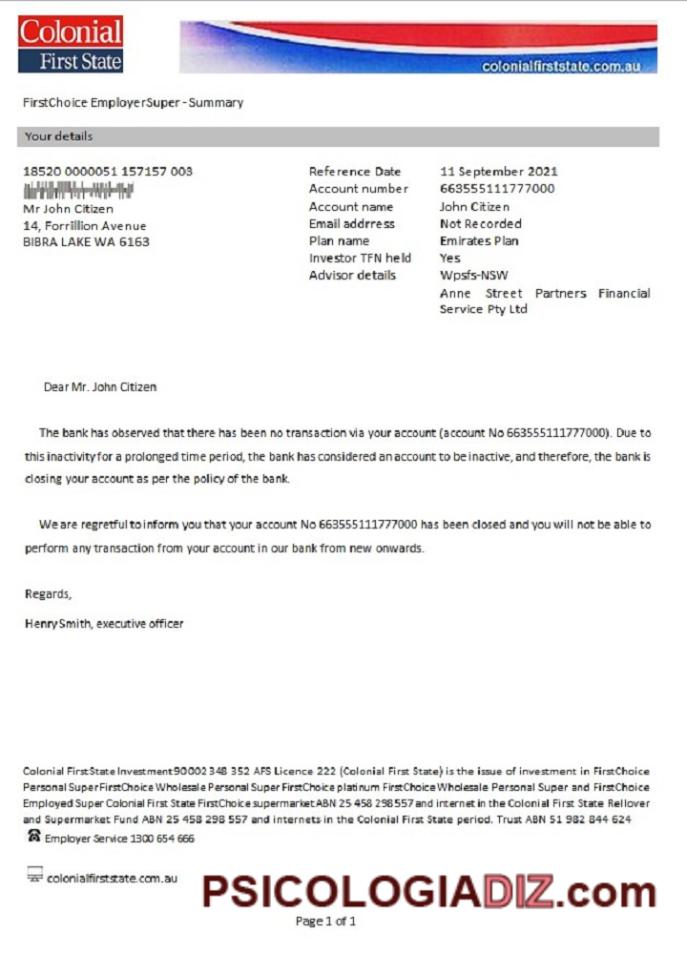 Colonial
First State
colonialfirststate.com.au
FirstChoice EmployerSuper - Summary
Your details
18520 0000051 157157 003
Mr John Citizen
14, Forrillion Avenue
BIBRA LAKE WA 6163
Reference Date 11 September 2021
Account number 663555111777000
Account name John Citizen
Email addrress Not Recorded
Plan name Emirates Plan
Investor TFN held Yes
Advisor details Wpsfs-NSW
Anne Street Partners Financial
Service Pty Ltd
Dear Mr. John Citizen
The bank has observed that there has been no transaction via your account (account No 663555111777000). Due to
this inactivity for a prolonged time period, the bank has considered an account to be inactive, and therefore, the bank is
closing your account as per the policy of the bank.
We are regretful to inform you that your account No 663555111777000 has been closed and you will not be able to
perform any transaction from your account in our bank from new onwards.
Regards,
Henry Smith, executive officer
Colonial First State Investment 90002 348 352 AFS Licence 222 (Colonial First State) is the issue of investment in FirstChoice
Personal Super FirstChoice Wholesale Personal Super FirstChoice platinum FirstChoice Wholesale Personal Super and FirstChoice
Employed Super Colonial First State FirstChoice supermarket ABN 25 458 298 557 and internet in the Colonial First State Rellover
and Supermarket Fund ABN 25 458 298 557 and internets in the Colonial First State period. Trust ABN 51 982 844 624
Employer Service 1300 654 666
colonialfirststate.com.au
PSICOLOGIADIZ.com
Page 1 of 1